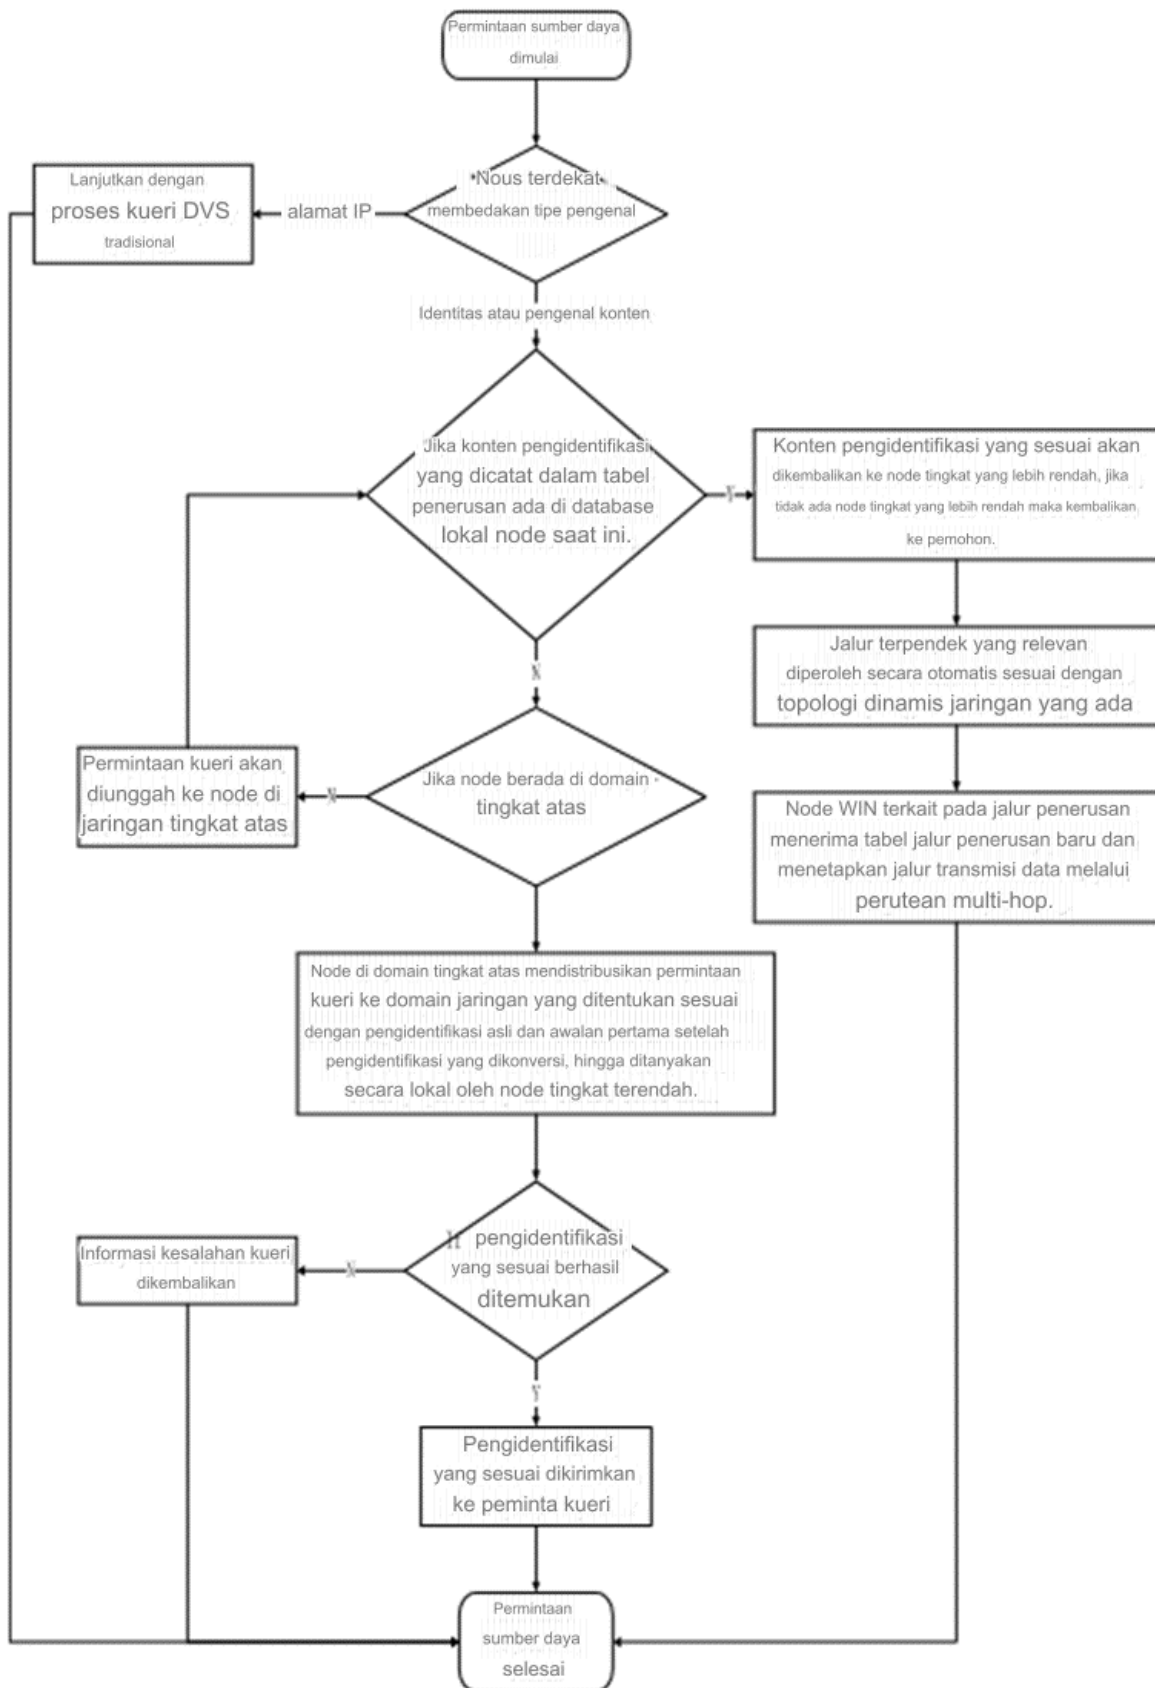 Permintaan sumber daya
dimulai
Nous terdekat
membedakan tipe pengenal
alamat IP
Lanjutkan dengan
proses kueri DVS
tradisional
Identitas atau pengenal konten
Jika konten pengidentifikasi
yang dicatat dalam tabel
penerusan ada di database
lokal node saat ini.
Y
Konten pengidentifikasi yang sesuai akan
dikembalikan ke node tingkat yang lebih rendah, jika
tidak ada node tingkat yang lebih rendah maka kembalikan
ke pemohon.
Jalur terpendek yang relevan
diperoleh secara otomatis sesuai dengan
topologi dinamis jaringan yang ada
Node WIN terkait pada jalur penerusan
menerima tabel jalur penerusan baru dan
menetapkan jalur transmisi data melalui
perutean multi-hop.
N
Jika node berada di domain
tingkat atas
N
Permintaan kueri akan
diunggah ke node di
jaringan tingkat atas
Node di domain tingkat atas mendistribusikan permintaan
kueri ke domain jaringan yang ditentukan sesuai
dengan pengidentifikasi asli dan awalan pertama setelah
pengidentifikasi yang dikonversi, hingga ditanyakan
secara lokal oleh node tingkat terendah.
pengidentifikasi
yang sesuai berhasil
ditemukan
N
Informasi kesalahan kueri
dikembalikan
Y
Pengidentifikasi
yang sesuai dikirimkan
ke peminta kueri
Permintaan
sumber daya
selesai